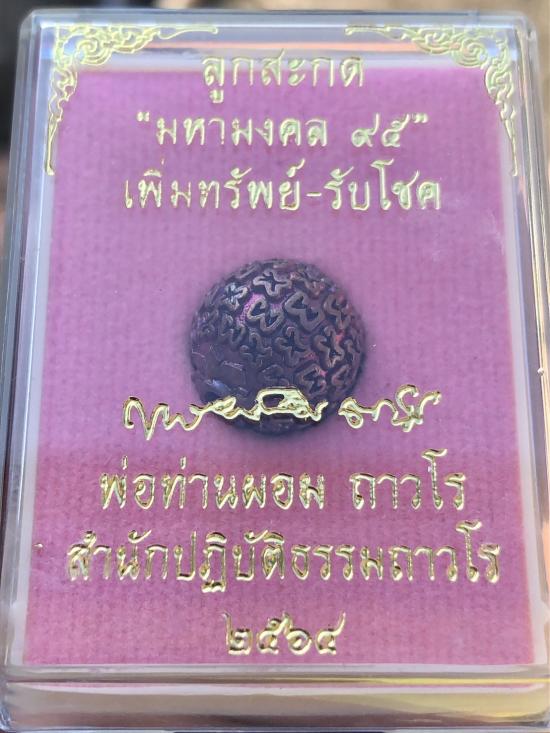 ลูกสะกด
“มหามงคล ๙๕”
เพิ่มทรัพย์-รับโชค
พ่อท่านผอม ถาวโร
สำนักปฏิบัติธรรมถาวโร
๒๕๖๔